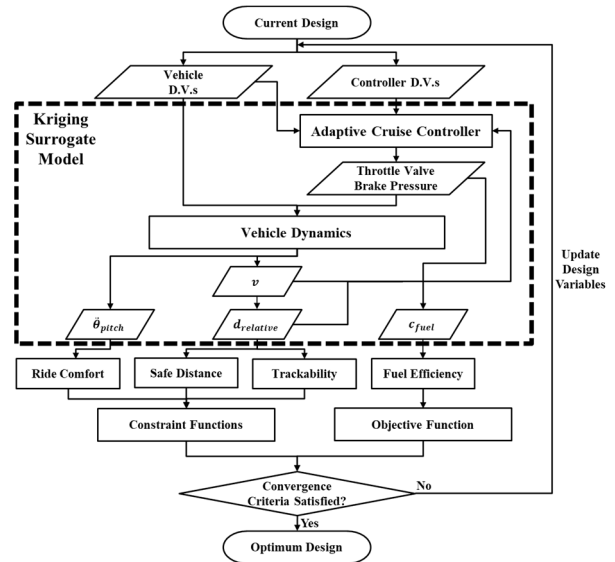 Current Design
Vehicle
D.V.s
Controller D.V.s
Kriging
Surrogate
Model
Adaptive Cruise Controller
Throttle Valve
Brake Pressure
Vehicle Dynamics
Update
Design
Variables
v
θ̈pitch
drelative
cfuel
Ride Comfort
Safe Distance
Trackability
Fuel Efficiency
Constraint Functions
Objective Function
Convergence
Criteria Satisfied?
No
Yes
Optimum Design